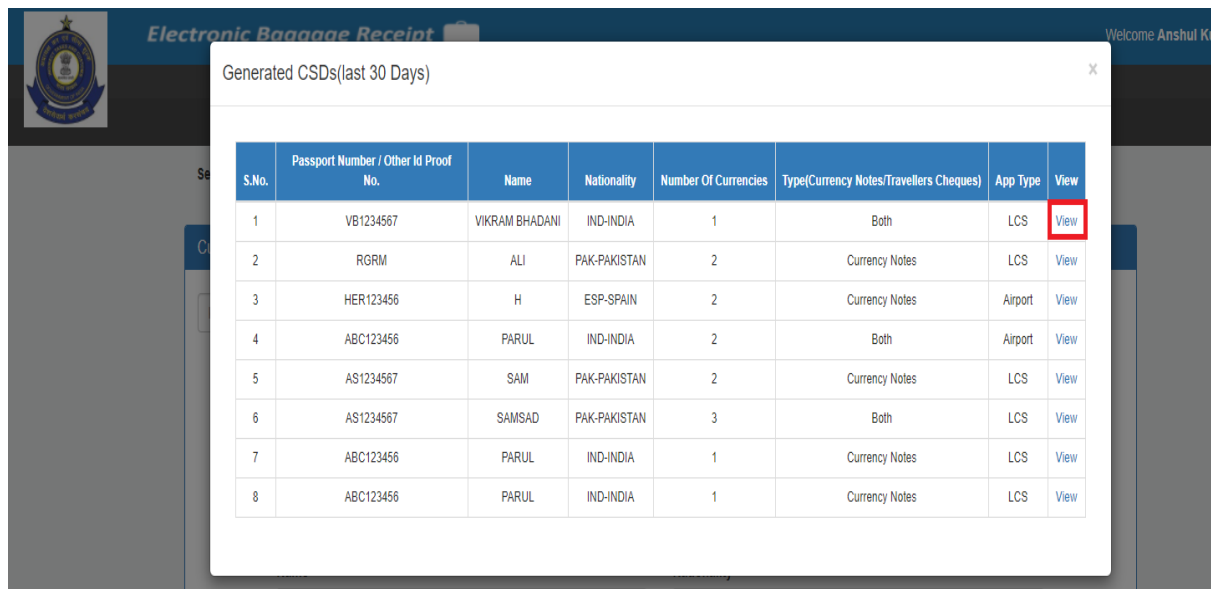 Electronic Baggage Receipt
Welcome Anshul Ku
Generated CSDs(last 30 Days)
x
Se
S.No. Passport Number / Other Id Proof No. Name Nationality Number Of Currencies Type(Currency Notes/Travellers Cheques) App Type View
1 VB1234567 VIKRAM BHADANI IND-INDIA 1 Both LCS View
2 RGRM ALI PAK-PAKISTAN 2 Currency Notes LCS View
3 HER123456 H ESP-SPAIN 2 Currency Notes Airport View
4 ABC123456 PARUL IND-INDIA 2 Both Airport View
5 AS1234567 SAM PAK-PAKISTAN 2 Currency Notes LCS View
6 AS1234567 SAMSAD PAK-PAKISTAN 3 Both LCS View
7 ABC123456 PARUL IND-INDIA 1 Currency Notes LCS View
8 ABC123456 PARUL IND-INDIA 1 Currency Notes LCS View